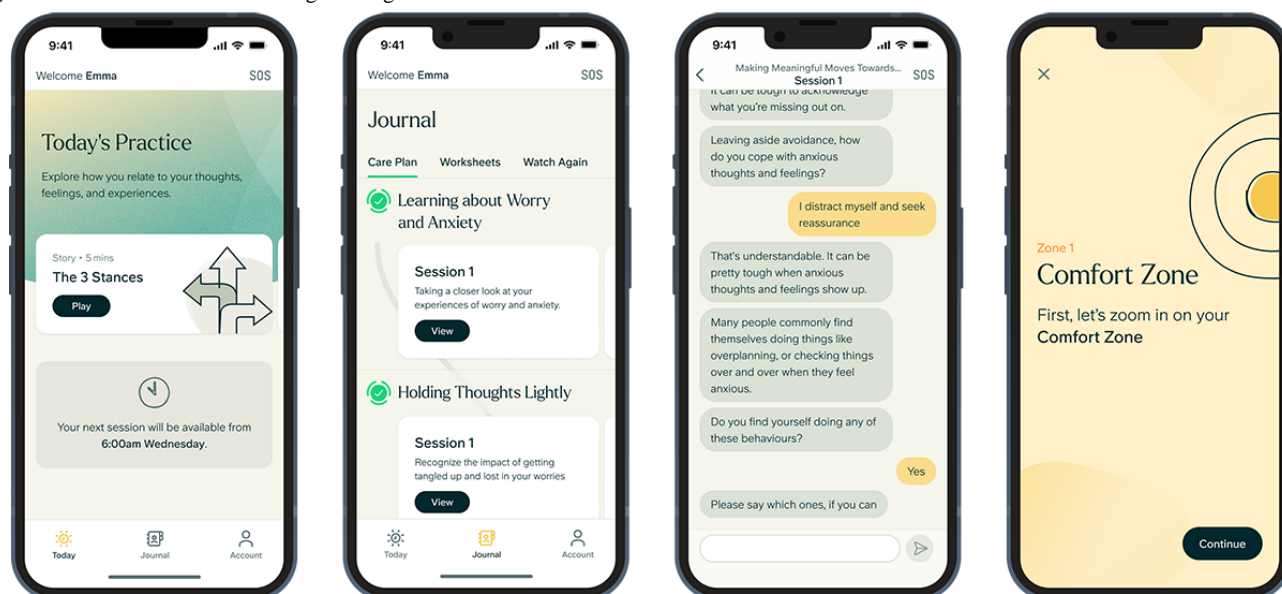 9:41
Welcome Emma
SOS
Today's Practice
Explore how you relate to your thoughts,
feelings, and experiences.
Story • 5 mins
The 3 Stances
Play
Your next session will be available from
6:00am Wednesday.
Today
Journal
Account
9:41
Welcome Emma
SOS
Journal
Care Plan
Worksheets
Watch Again
Learning about Worry
and Anxiety
Session 1
Taking a closer look at your
experiences of worry and anxiety.
View
Holding Thoughts Lightly
Session 1
Recognize the impact of getting
tangled up and lost in your worries
View
Today
Journal
Account
9:41
Making Meaningful Moves Towards...
Session 1
SOS
It can be tough to acknowledge
what you're missing out on.
Leaving aside avoidance, how
do you cope with anxious
thoughts and feelings?
I distract myself and seek
reassurance
That's understandable. It can be
pretty tough when anxious
thoughts and feelings show up.
Many people commonly find
themselves doing things like
overplanning, or checking things
over and over when they feel
anxious.
Do you find yourself doing any of
these behaviours?
Yes
Please say which ones, if you can
Zone 1
Comfort Zone
First, let's zoom in on your
Comfort Zone
Continue